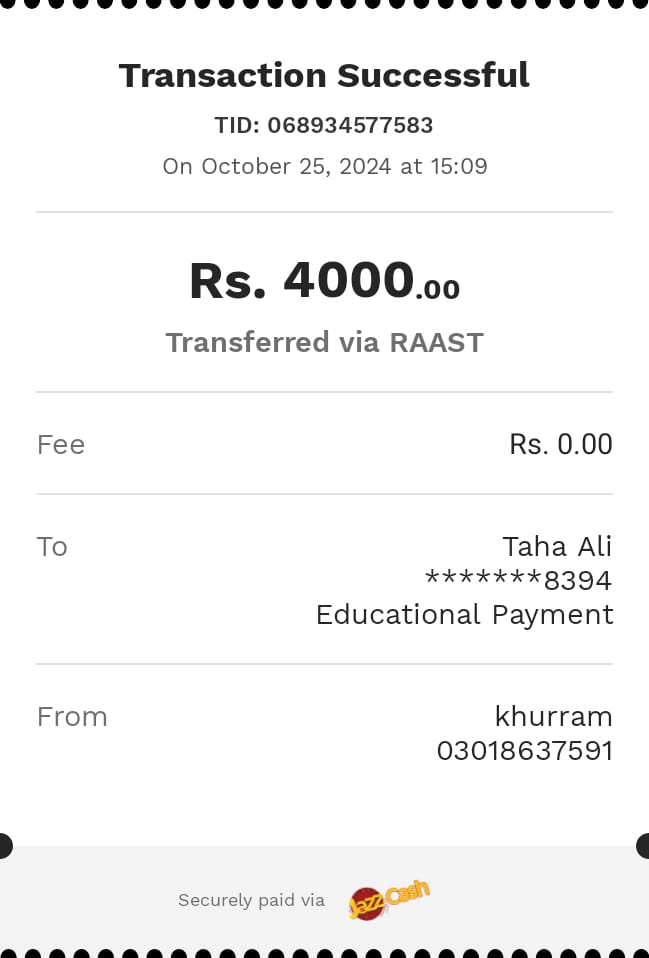 Transaction Successful
TID: 068934577583
On October 25, 2024 at 15:09
Rs. 4000.00
Transferred via RAAST
Fee Rs. 0.00
To Taha Ali
*******8394
Educational Payment
From khurram
03018637591
Securely paid via JazzCash